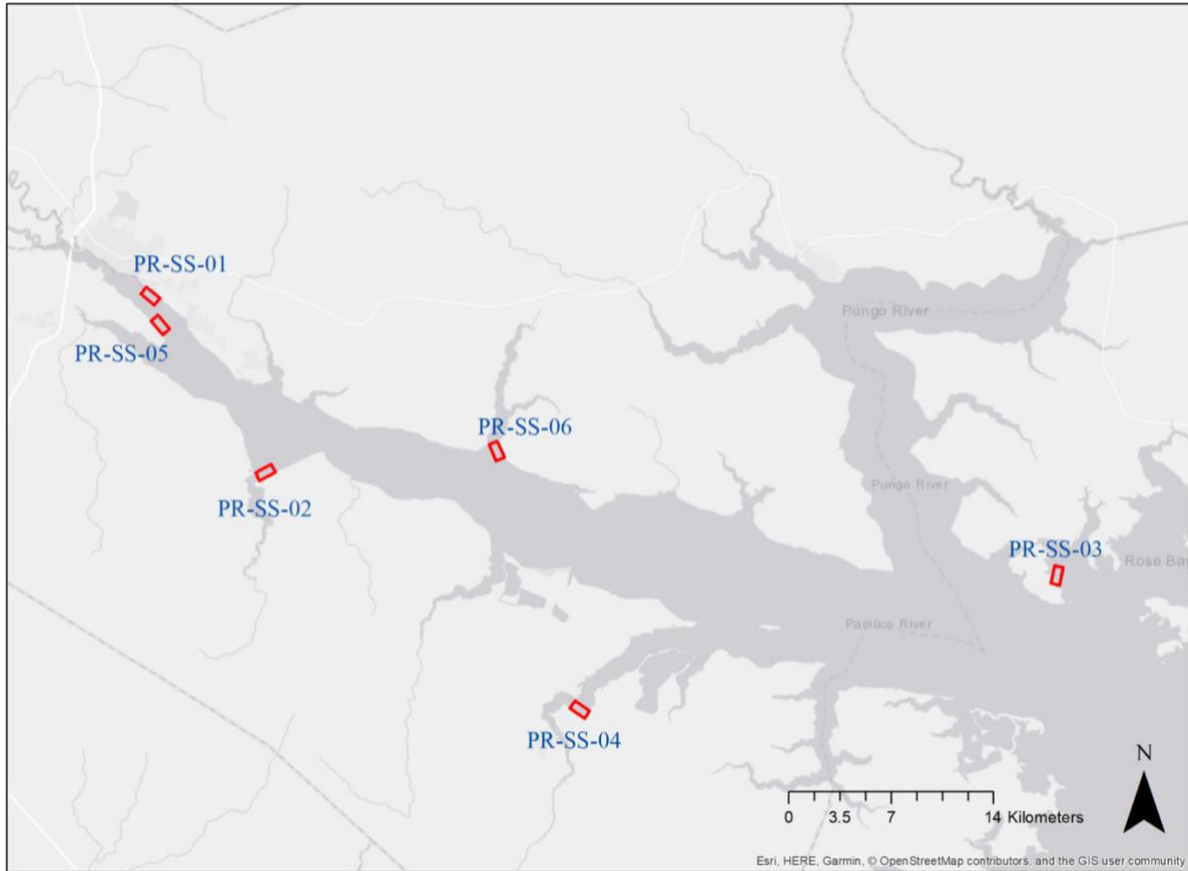 PR-SS-01
PR-SS-05
Pungo River
PR-SS-06
Pungo River
PR-SS-02
PR-SS-03
Rose Bay
Pamlico River
PR-SS-04
N
0 3.5 7 14 Kilometers
Esri, HERE, Garmin, © OpenStreetMap contributors, and the GIS user community